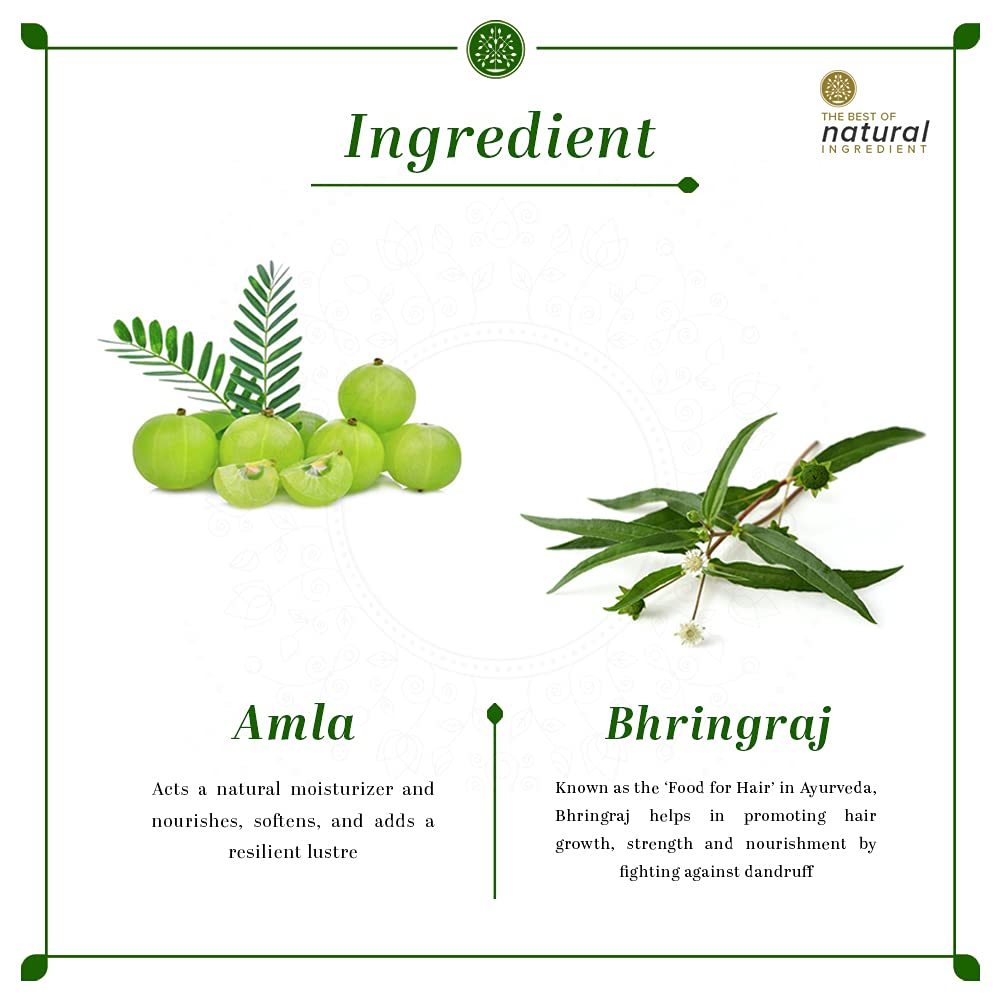 Ingredient
THE BEST OF
natural
INGREDIENT
Amla
Acts a natural moisturizer and
nourishes, softens, and adds a
resilient lustre
Bhringraj
Known as the ‘Food for Hair’ in Ayurveda,
Bhringraj helps in promoting hair
growth, strength and nourishment by
fighting against dandruff